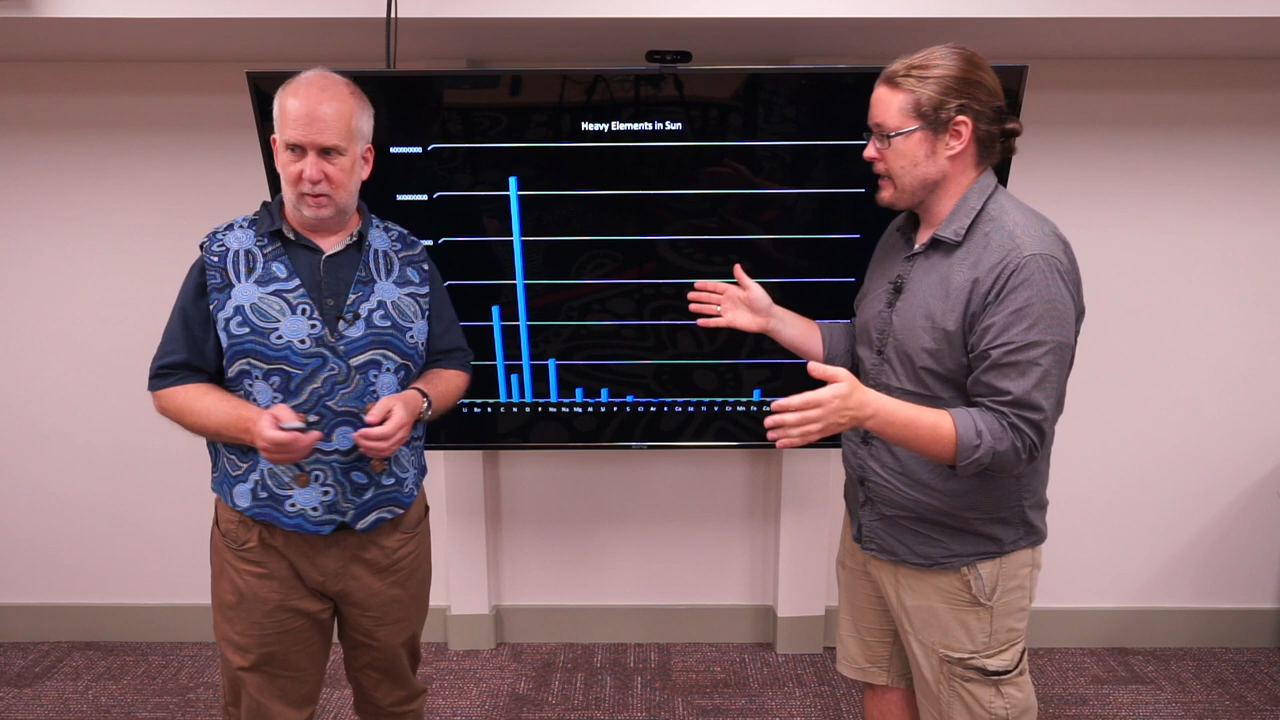 Heavy Elements in Sun
600000000
500000000
Li Be B C N O F Ne Na Mg Al Si P S Cl Ar K Ca Sc Ti V Cr Mn Fe Co